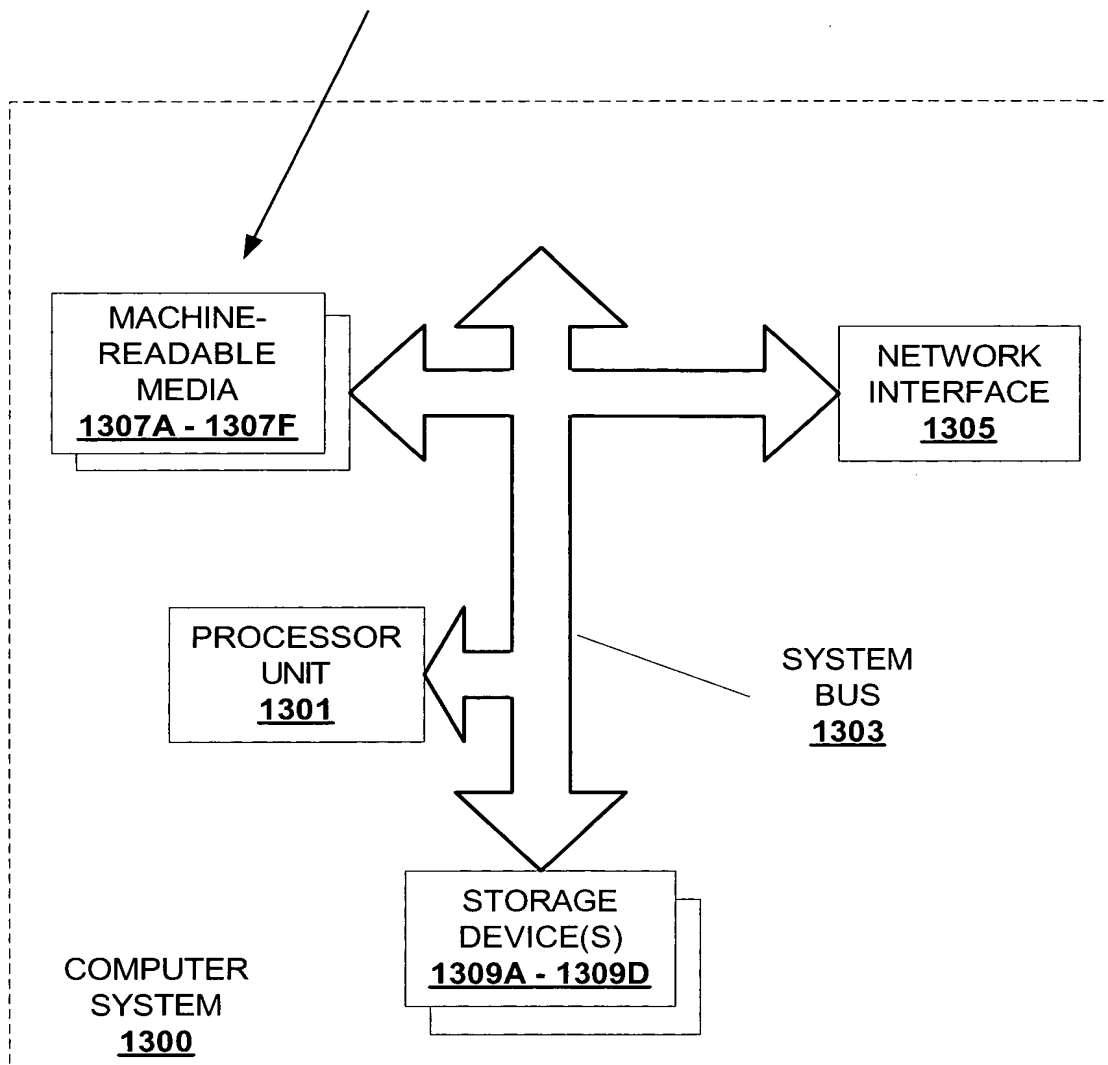 MACHINE-
READABLE
MEDIA
1307A - 1307F
NETWORK
INTERFACE
1305
PROCESSOR
UNIT
1301
SYSTEM
BUS
1303
STORAGE
DEVICE(S)
1309A - 1309D
COMPUTER
SYSTEM
1300